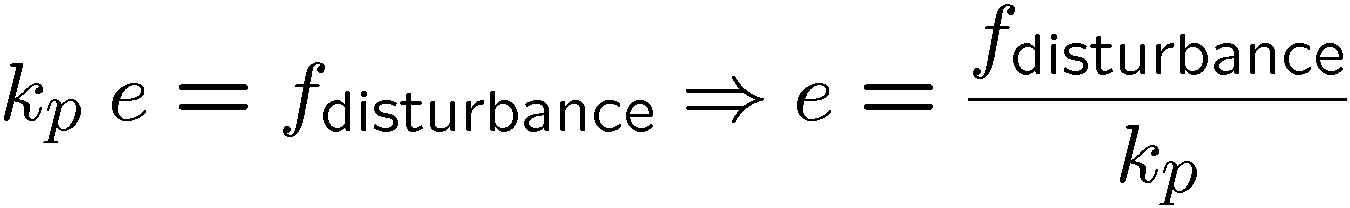 k_p e = f_disturbance ⇒ e = f_disturbance / k_p